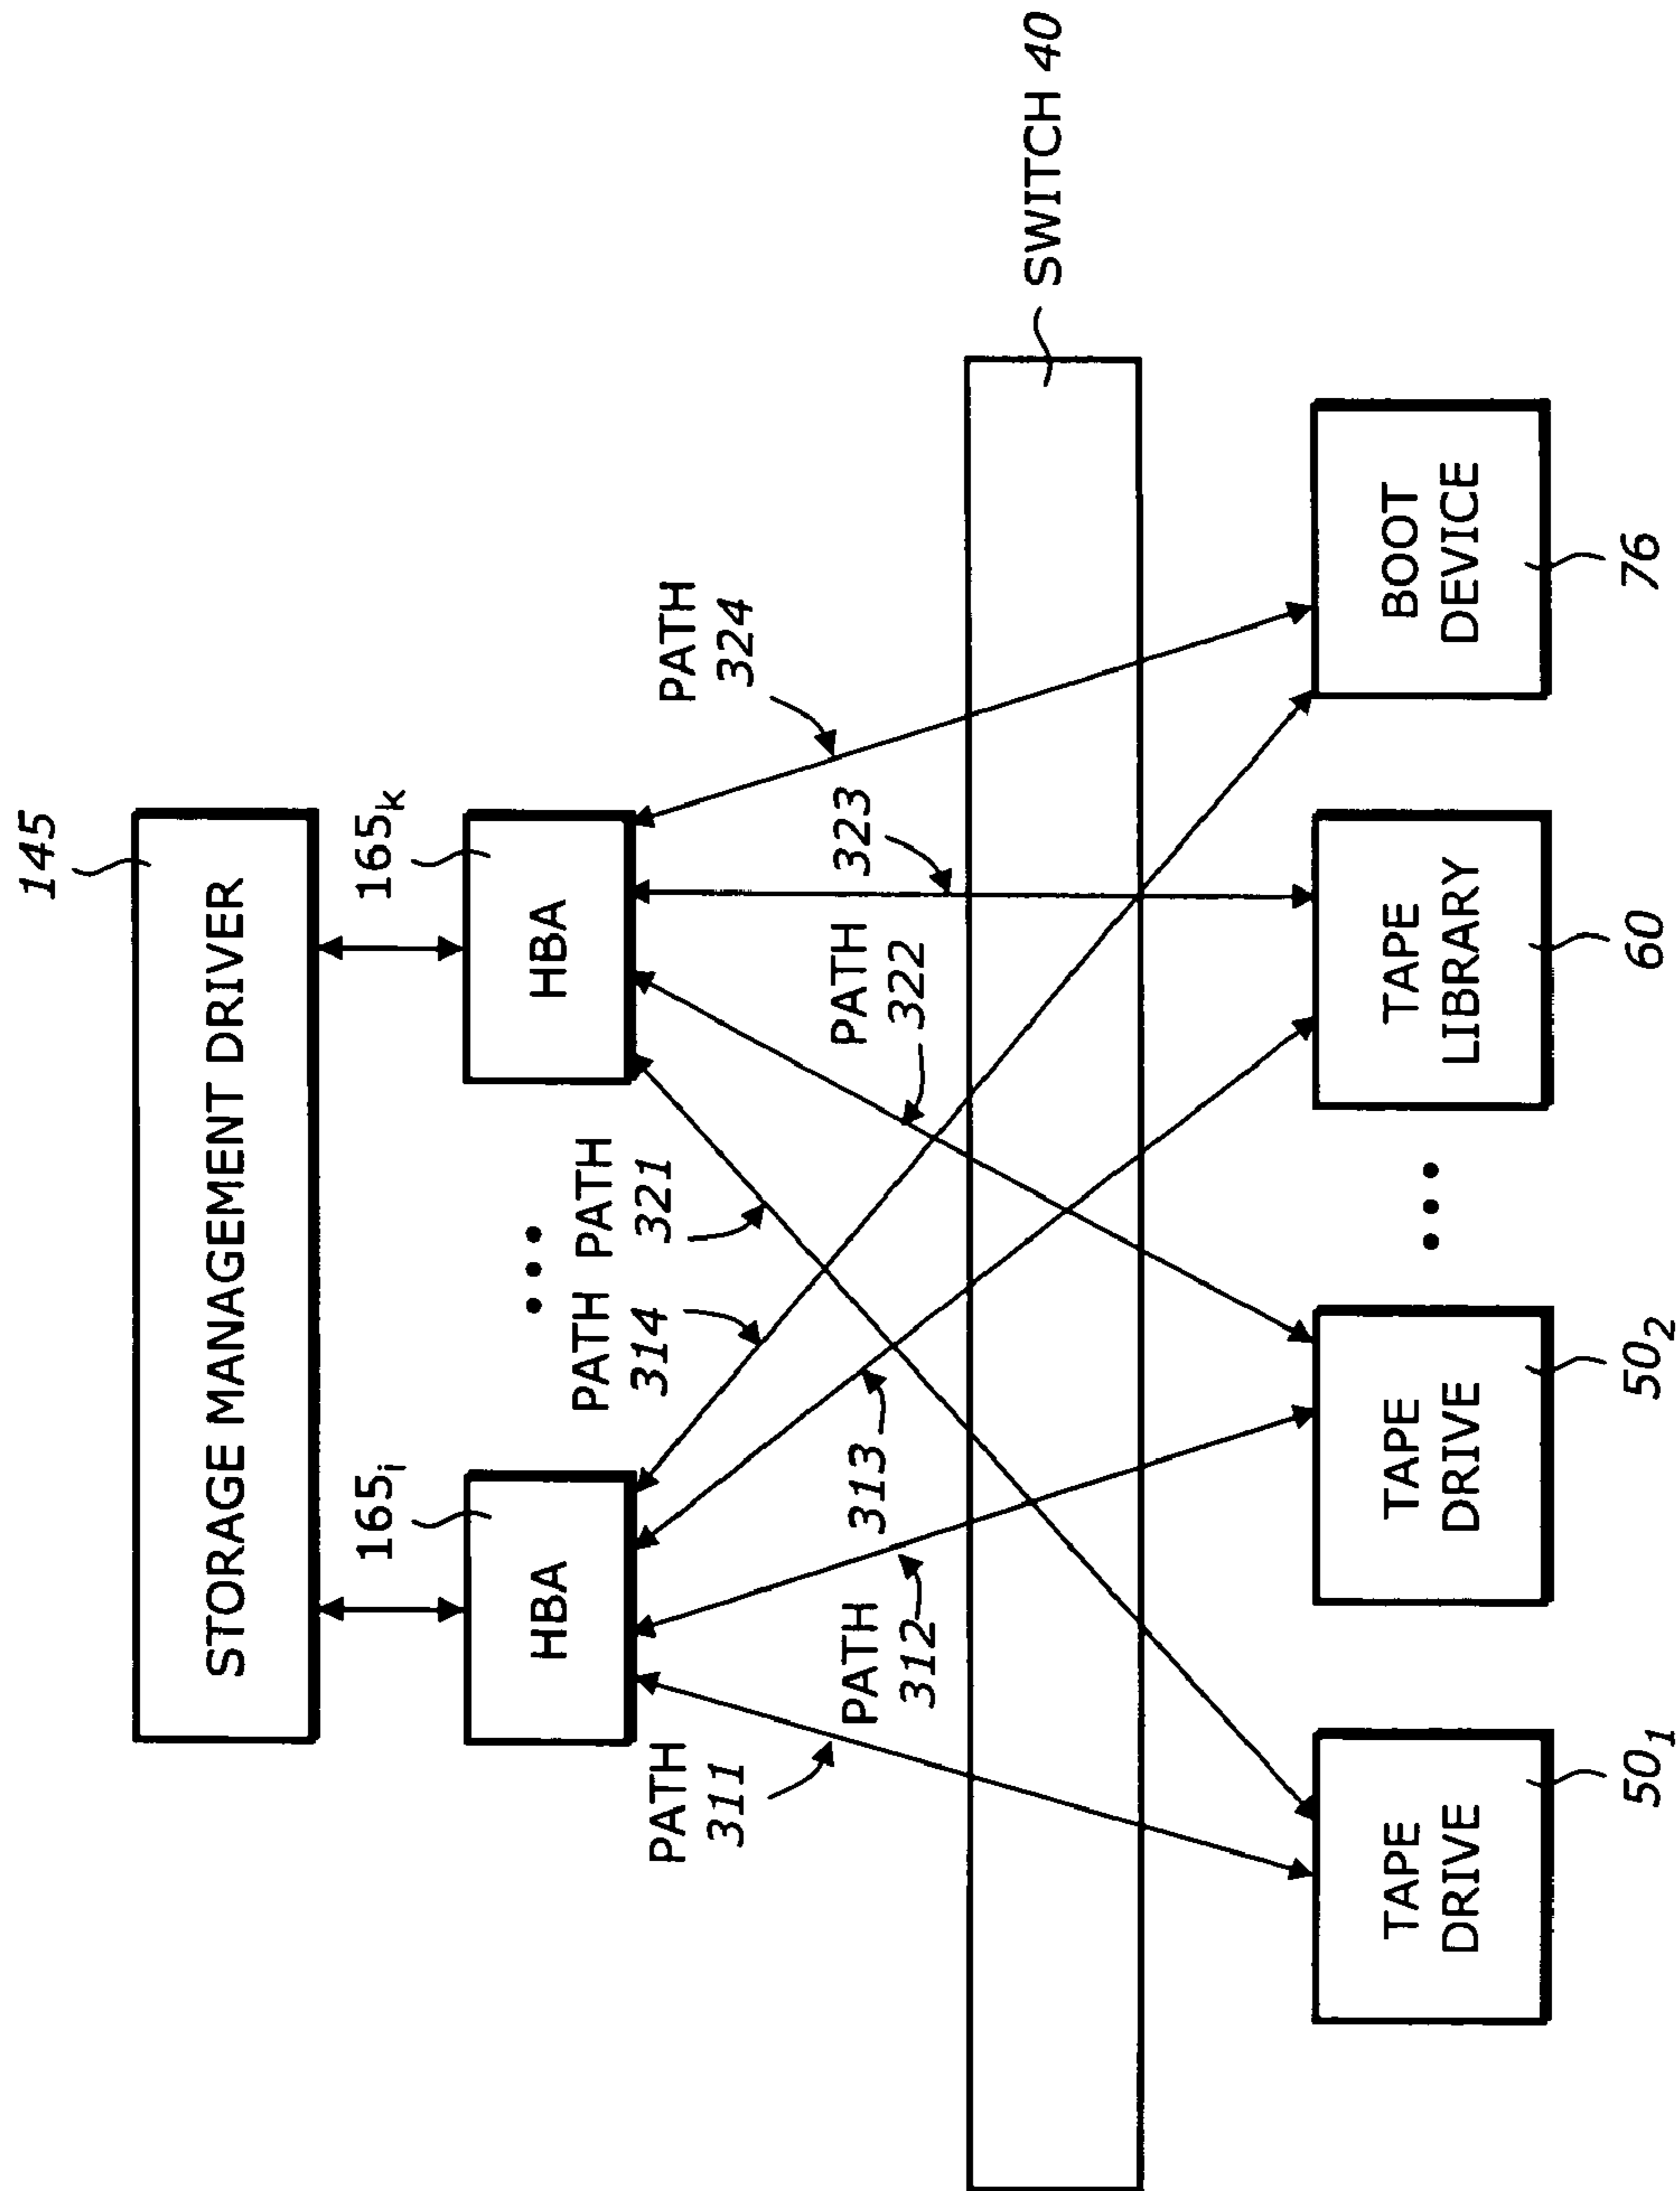 145
STORAGE MANAGEMENT DRIVER
165i
165k
HBA
HBA
PATH
311
PATH
312
313
PATH
314
PATH
321
PATH
322
323
PATH
324
SWITCH 40
TAPE
DRIVE
TAPE
DRIVE
TAPE
LIBRARY
BOOT
DEVICE
501
502
60
76